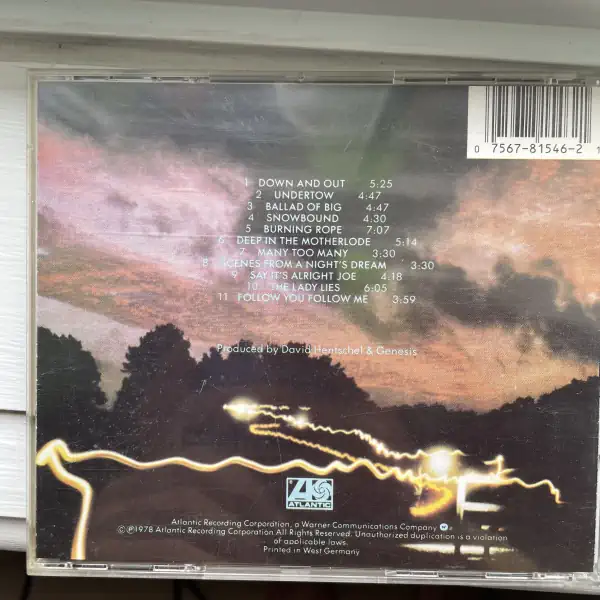 0 7567-81546-2 1
1 DOWN AND OUT 5:25
2 UNDERTOW 4:47
3 BALLAD OF BIG 4:47
4 SNOWBOUND 4:30
5 BURNING ROPE 7:07
6 DEEP IN THE MOTHERLODE 5:14
7 MANY TOO MANY 3:30
8 SCENES FROM A NIGHT'S DREAM 3:30
9 SAY IT'S ALRIGHT JOE 4:18
10 THE LADY LIES 6:05
11 FOLLOW YOU FOLLOW ME 3:59
Produced by David Hentschel & Genesis
ATLANTIC
Atlantic Recording Corporation, a Warner Communications Company
©℗1978 Atlantic Recording Corporation All Rights Reserved. Unauthorized duplication is a violation
of applicable laws.
Printed in West Germany